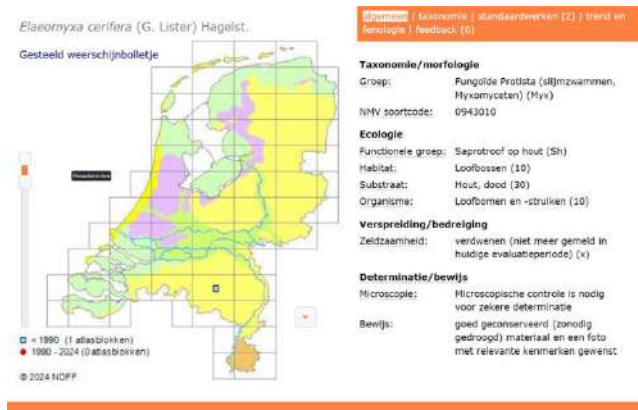 Elaeomyxa cerifera (G. Lister) Hagelst.
Gesteeld weerschijnbolletje
< 1990 (1 atlasblokken)
1990 - 2024 (0 atlasblokken)
© 2024 NDFF
algemeen | taxonomie | standaardwerken (2) | trend en
fenologie | feedback (0)
Taxonomie/morfologie
Groep: Fungoïde Protista (slijmzwammen,
Myxomyceten) (Myx)
NMV soortcode: 0943010
Ecologie
Functionele groep: Saprotroof op hout (Sh)
Habitat: Loofbossen (10)
Substraat: Hout, dood (30)
Organisme: Loofbomen en -struiken (10)
Verspreiding/bedreiging
Zeldzaamheid: verdwenen (niet meer gemeld in
huidige evaluatieperiode) (x)
Determinatie/bewijs
Microscopie: Microscopische controle is nodig
voor zekere determinatie
Bewijs: goed geconserveerd (zonodig
gedroogd) materiaal en een foto
met relevante kenmerken gewenst